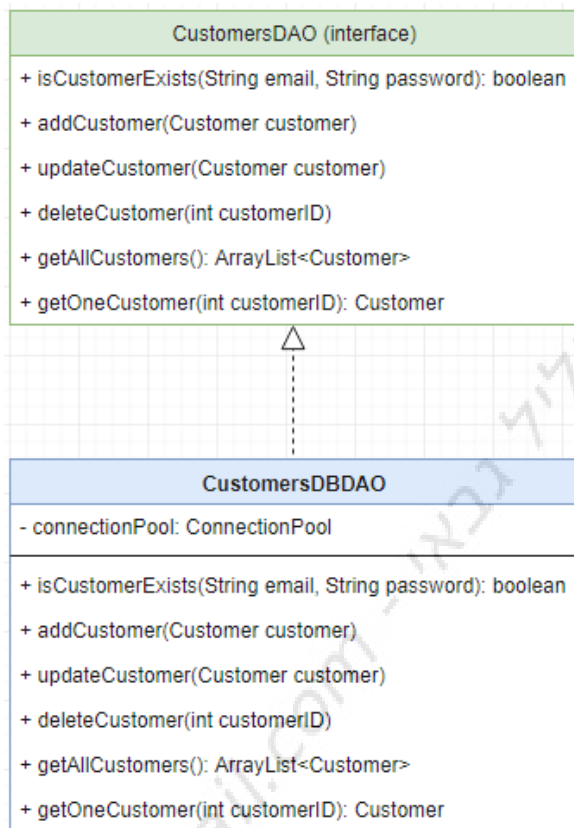 CustomersDAO (interface)
+ isCustomerExists(String email, String password): boolean
+ addCustomer(Customer customer)
+ updateCustomer(Customer customer)
+ deleteCustomer(int customerID)
+ getAllCustomers(): ArrayList<Customer>
+ getOneCustomer(int customerID): Customer
CustomersDBDAO
- connectionPool: ConnectionPool
+ isCustomerExists(String email, String password): boolean
+ addCustomer(Customer customer)
+ updateCustomer(Customer customer)
+ deleteCustomer(int customerID)
+ getAllCustomers(): ArrayList<Customer>
+ getOneCustomer(int customerID): Customer
גבאי -